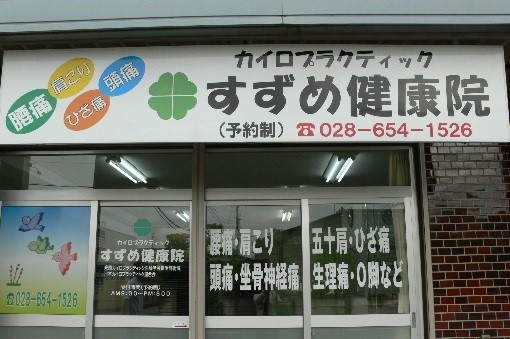 腰痛
肩こり
ひざ痛
頭痛
カイロプラクティック
すずめ健康院
(予約制) ☎028-654-1526
☎028-654-1526
カイロプラクティック
すずめ健康院
AM9:00~PM8:00
腰痛・肩こり
頭痛・坐骨神経痛
五十肩・ひざ痛
生理痛・O脚など